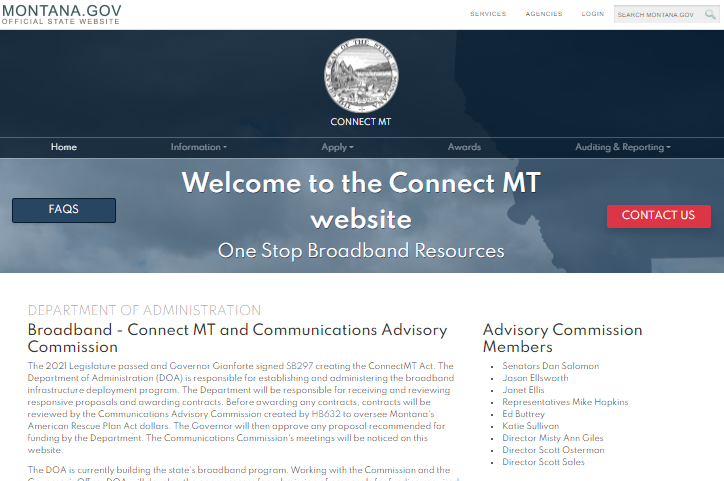 MONTANA.GOV
OFFICIAL STATE WEBSITE
SERVICES AGENCIES LOGIN SEARCH MONTANA.GOV
CONNECT MT
Home Information Apply Awards Auditing & Reporting
Welcome to the Connect MT
website
One Stop Broadband Resources
FAQS
CONTACT US
DEPARTMENT OF ADMINISTRATION
Broadband - Connect MT and Communications Advisory
Commission
The 2021 Legislature passed and Governor Gianforte signed SB297 creating the ConnectMT Act. The
Department of Administration (DOA) is responsible for establishing and administering the broadband
infrastructure deployment program. The Department will be responsible for receiving and reviewing
responsive proposals and awarding contracts. Before awarding any contracts, contracts will be
reviewed by the Communications Advisory Commission created by HB632 to oversee Montana's
American Rescue Plan Act dollars. The Governor will then approve any proposal recommended for
funding by the Department. The Communications Commission's meetings will be noticed on this
website.
The DOA is currently building the state's broadband program. Working with the Commission and the
Advisory Commission
Members
Senators Dan Salomon
Jason Ellsworth
Janet Ellis
Representatives Mike Hopkins
Ed Buttrey
Katie Sullivan
Director Misty Ann Giles
Director Scott Osterman
Director Scott Sales